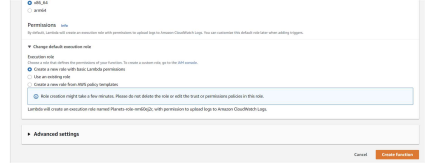 x86_64
arm64
Permissions Info
By default, Lambda will create an execution role with permissions to upload logs to Amazon CloudWatch Logs. You can customize this default role later when adding triggers.
Change default execution role
Execution role
Choose a role that defines the permissions of your function. To create a custom role, go to the IAM console.
Create a new role with basic Lambda permissions
Use an existing role
Create a new role from AWS policy templates
Role creation might take a few minutes. Please do not delete the role or edit the trust or permissions policies in this role.
Lambda will create an execution role named Planets-role-nm60q2r, with permission to upload logs to Amazon CloudWatch Logs.
Advanced settings
Cancel Create function